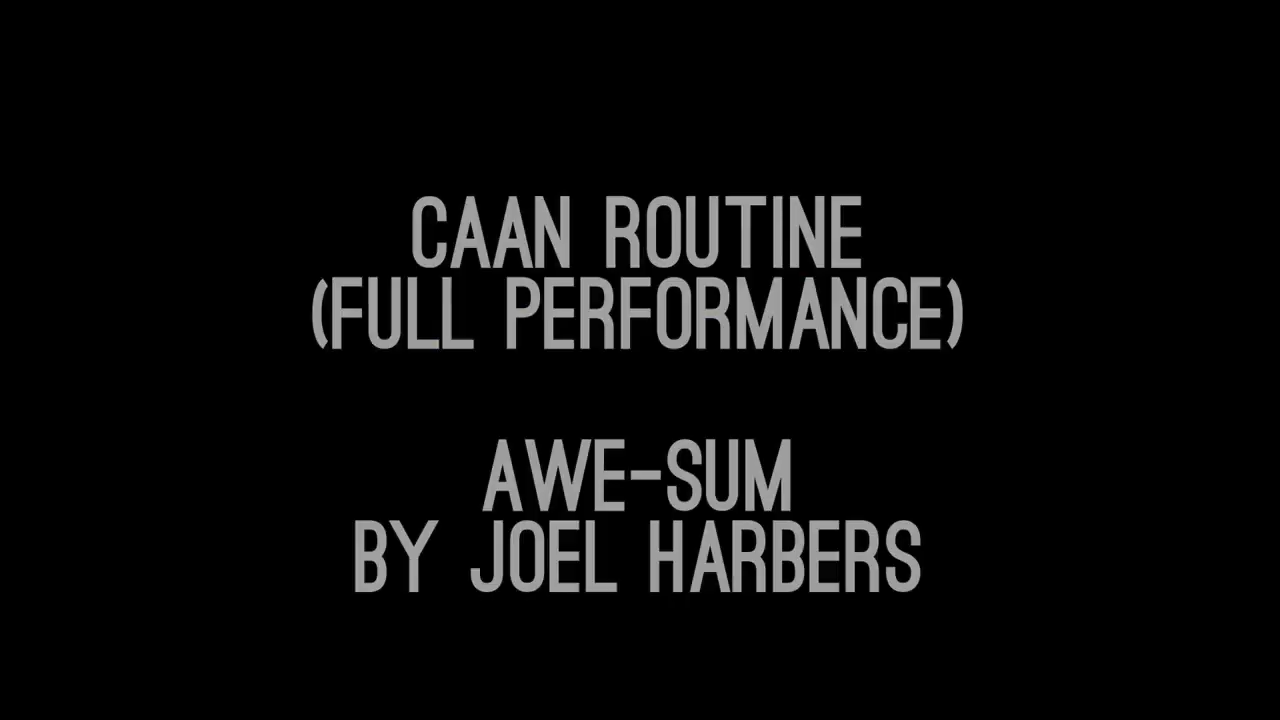 CAAN ROUTINE
(FULL PERFORMANCE)
AWE-SUM
BY JOEL HARBERS